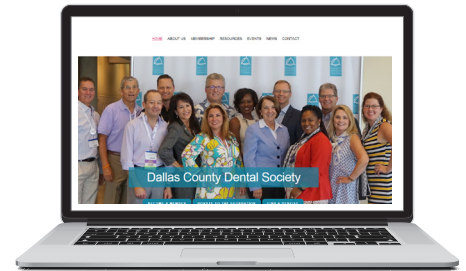 HOME ABOUT US MEMBERSHIP RESOURCES EVENTS NEWS CONTACT
Dallas County Dental Society